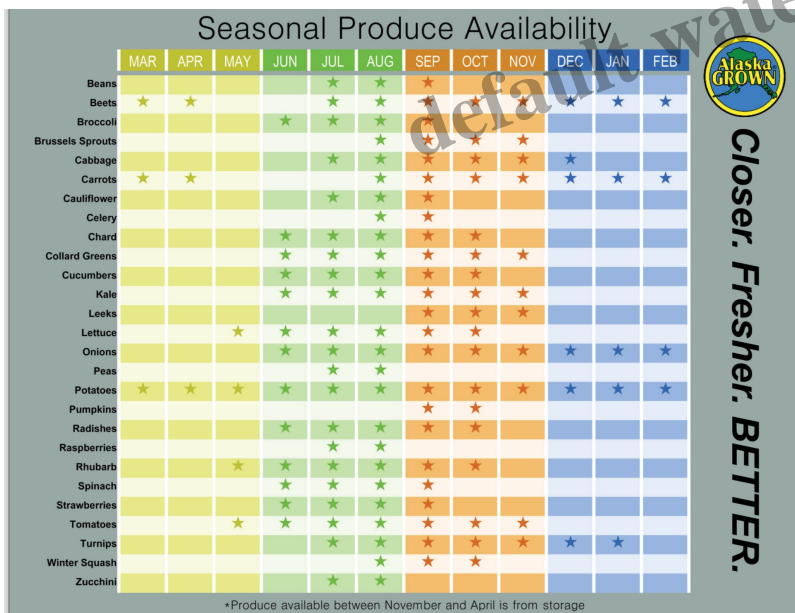 Seasonal Produce Availability
MAR APR MAY JUN JUL AUG SEP OCT NOV DEC JAN FEB
Beans
Beets
Broccoli
Brussels Sprouts
Cabbage
Carrots
Cauliflower
Celery
Chard
Collard Greens
Cucumbers
Kale
Leeks
Lettuce
Onions
Peas
Potatoes
Pumpkins
Radishes
Raspberries
Rhubarb
Spinach
Strawberries
Tomatoes
Turnips
Winter Squash
Zucchini
*Produce available between November and April is from storage
Alaska
GROWN
Closer. Fresher. BETTER.
default